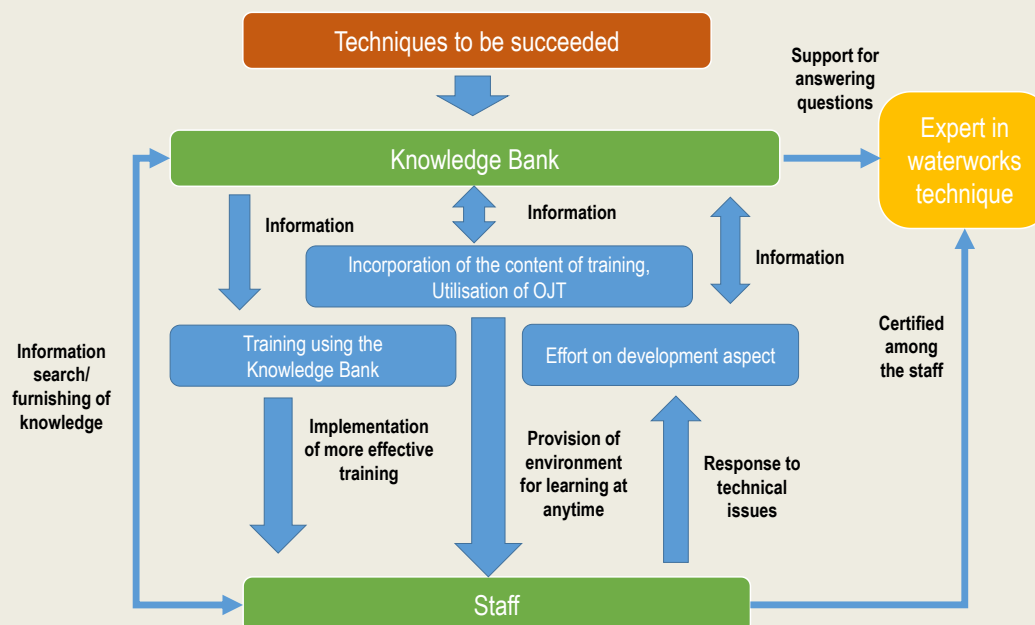 Techniques to be succeeded
Support for
answering
questions
Expert in
waterworks
technique
Knowledge Bank
Information
Information
Information
Incorporation of the content of training,
Utilisation of OJT
Training using the
Knowledge Bank
Effort on development aspect
Certified
among
the staff
Information
search/
furnishing of
knowledge
Implementation
of more effective
training
Provision of
environment
for learning at
anytime
Response to
technical
issues
Staff